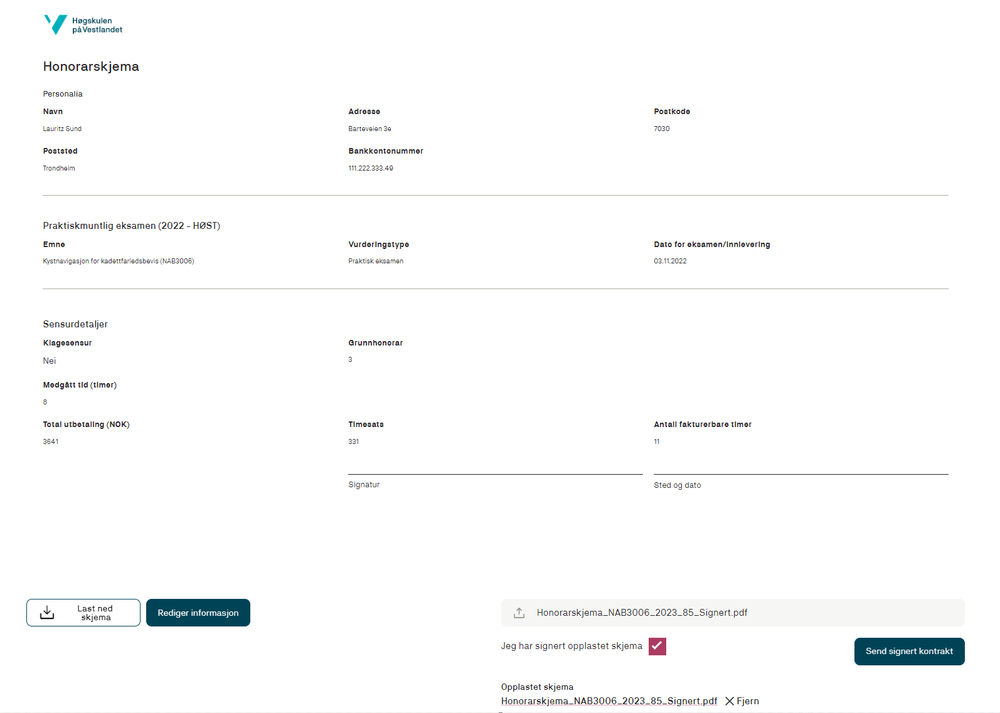 Høgskulen
på Vestlandet
Honorarskjema
Personalia
Navn Adresse Postkode
Lauritz Sund Barteveien 3e 7030
Poststed Bankkontonummer
Trondheim 111.222.333.49
Praktiskmuntlig eksamen (2022 - HØST)
Emne Vurderingstype Dato for eksamen/innlevering
Kystnavigasjon for kadettfarledsbevis (NAB3006) Praktisk eksamen 03.11.2022
Sensurdetaljer
Klagesensur Grunnhonorar
Nei 3
Medgått tid (timer)
8
Total utbetaling (NOK) Timesats Antall fakturerbare timer
3641 331 11
Signatur Sted og dato
Last ned
skjema
Rediger informasjon
Honorarskjema_NAB3006_2023_85_Signert.pdf
Jeg har signert opplastet skjema
Send signert kontrakt
Opplastet skjema
Honorarskjema_NAB3006_2023_85_Signert.pdf Fjern